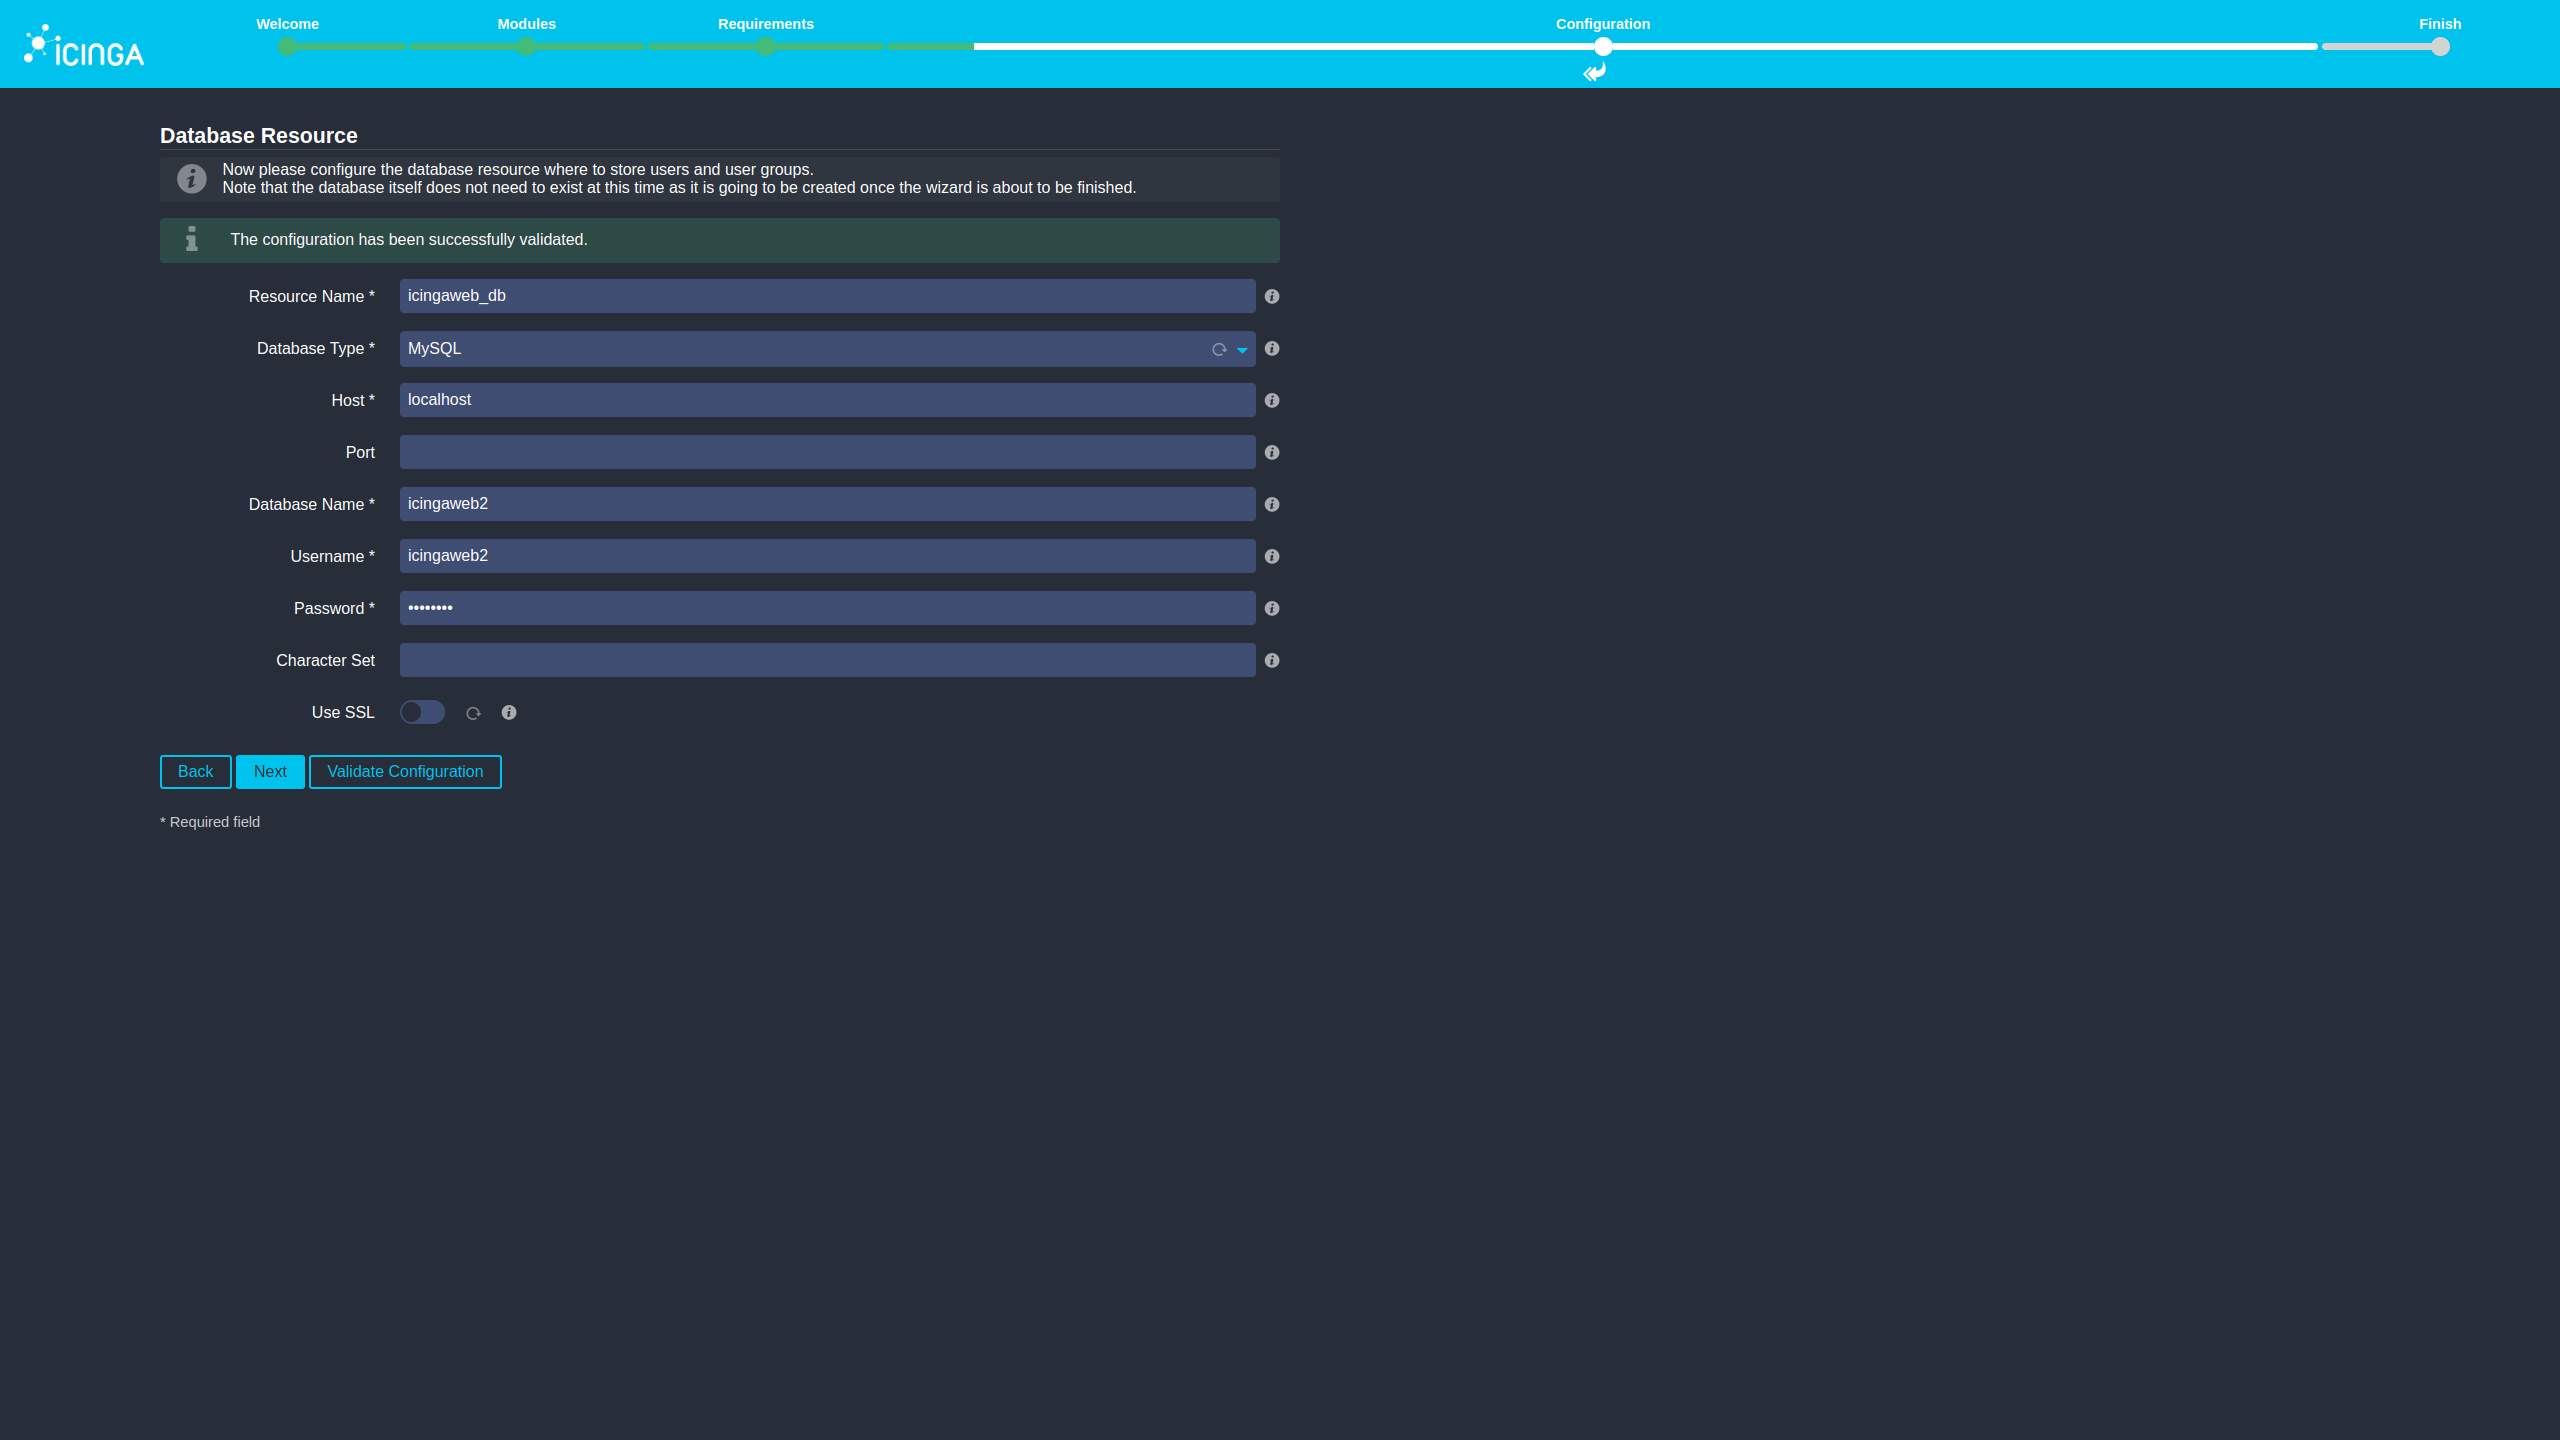 ICINGA
Welcome
Modules
Requirements
Configuration
Finish
Database Resource
Now please configure the database resource where to store users and user groups.
Note that the database itself does not need to exist at this time as it is going to be created once the wizard is about to be finished.
The configuration has been successfully validated.
Resource Name * icingaweb_db
Database Type * MySQL
Host * localhost
Port
Database Name * icingaweb2
Username * icingaweb2
Password * ••••••••
Character Set
Use SSL
Back Next Validate Configuration
* Required field